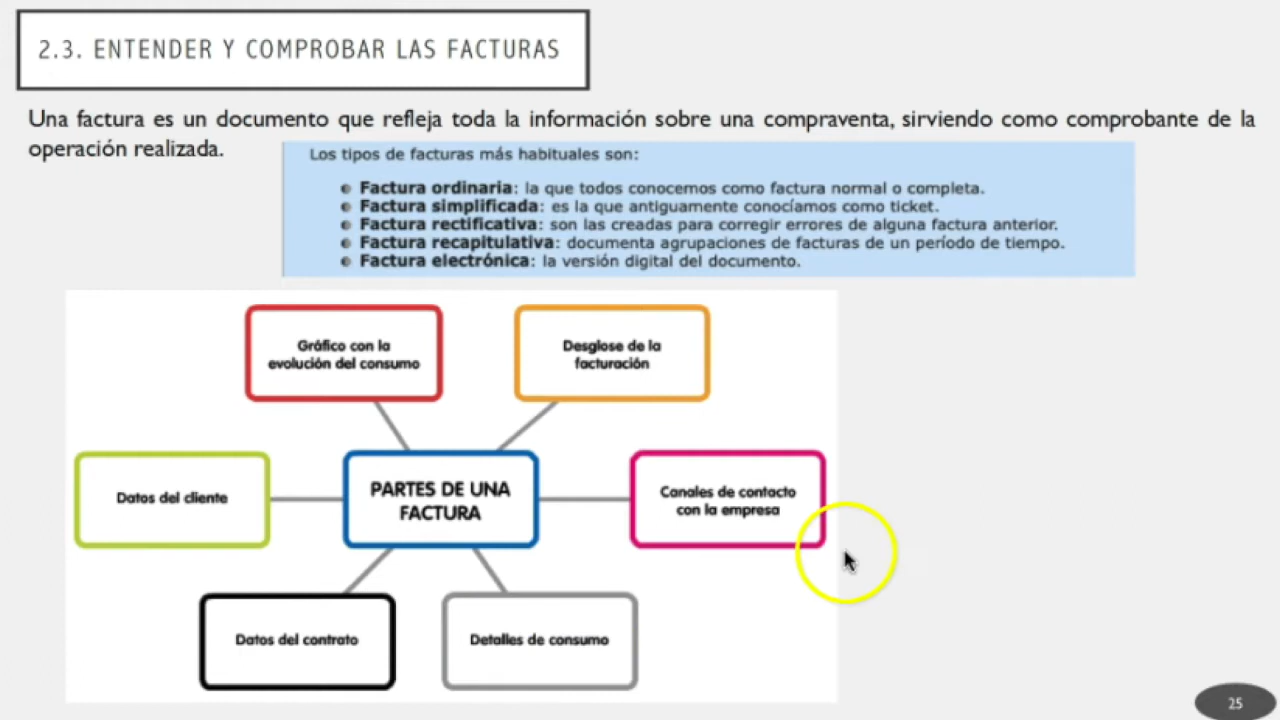 2.3. ENTENDER Y COMPROBAR LAS FACTURAS
Una factura es un documento que refleja toda la información sobre una compraventa, sirviendo como comprobante de la
operación realizada.
Los tipos de facturas más habituales son:
Factura ordinaria: la que todos conocemos como factura normal o completa.
Factura simplificada: es la que antiguamente conocíamos como ticket.
Factura rectificativa: son las creadas para corregir errores de alguna factura anterior.
Factura recapitulativa: documenta agrupaciones de facturas de un período de tiempo.
Factura electrónica: la versión digital del documento.
Gráfico con la
evolución del consumo
Desglose de la
facturación
Datos del cliente
PARTES DE UNA
FACTURA
Canales de contacto
con la empresa
Datos del contrato
Detalles de consumo
25